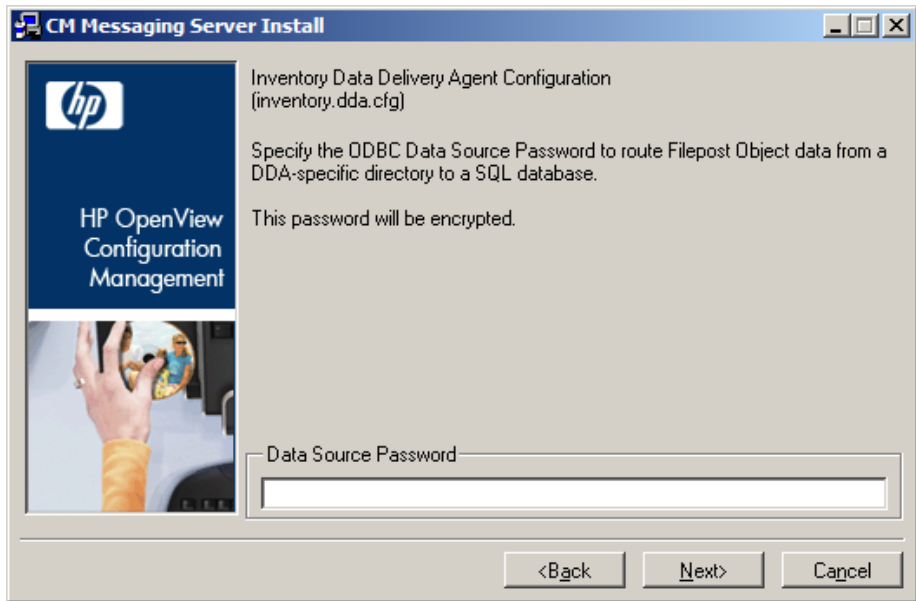 CM Messaging Server Install
hp
HP OpenView
Configuration
Management
Inventory Data Delivery Agent Configuration
(inventory.dda.cfg)
Specify the ODBC Data Source Password to route Filepost Object data from a
DDA-specific directory to a SQL database.
This password will be encrypted.
Data Source Password
<Back
Next>
Cancel